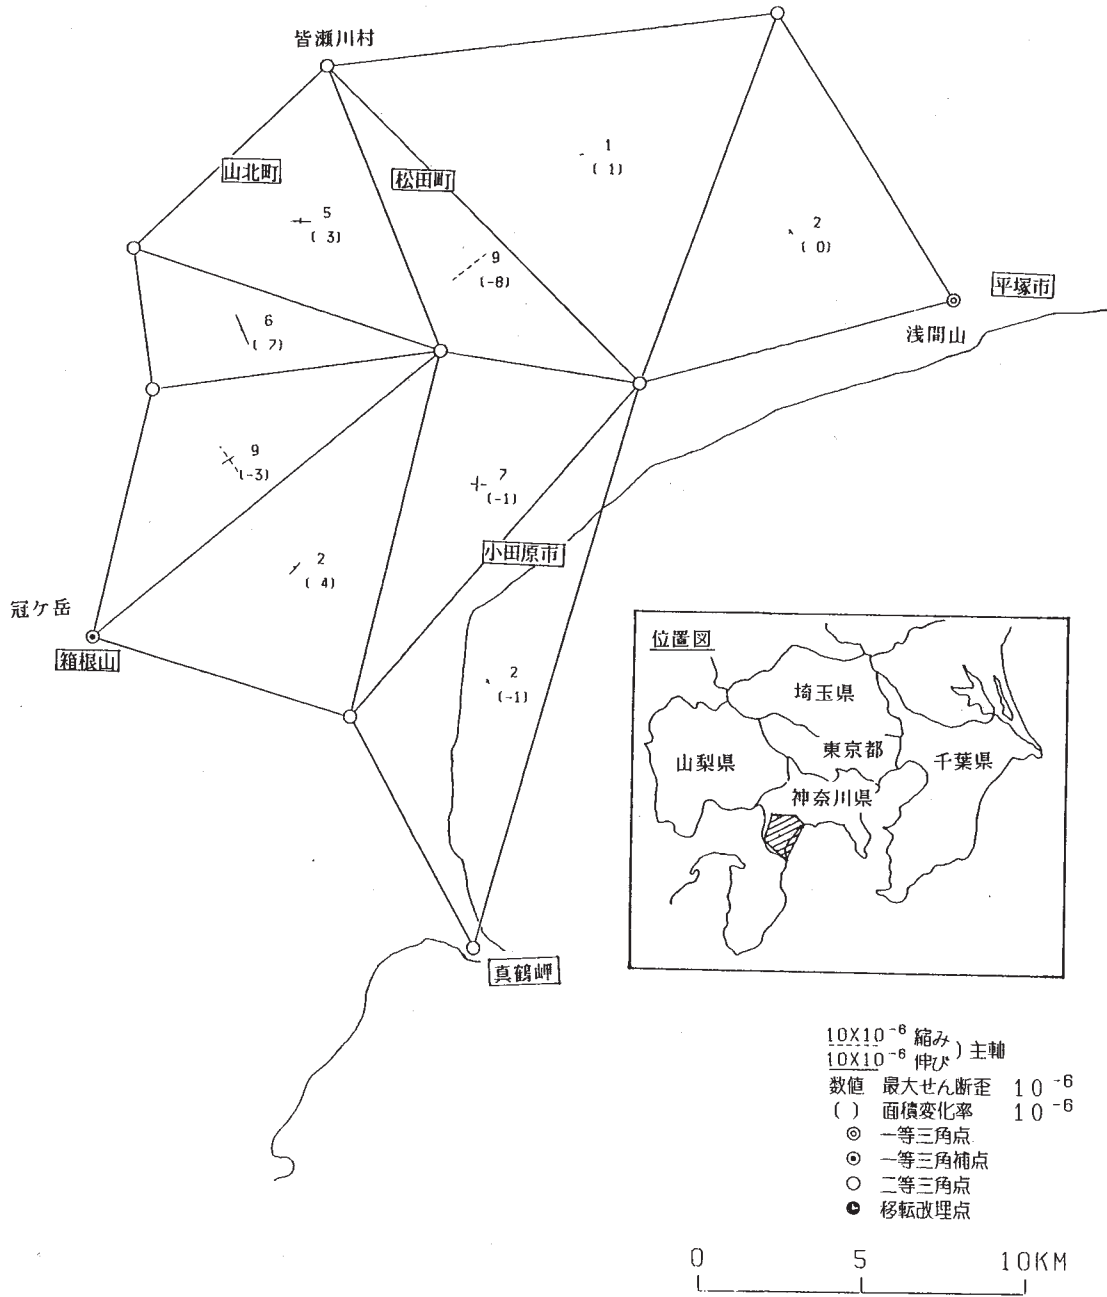 皆瀬川村
山北町
松田町
1
( 1)
5
( 3)
2
( 0)
9
(-8)
平塚市
浅間山
6
( 7)
9
(-3)
7
(-1)
小田原市
2
( 4)
冠ケ岳
箱根山
2
(-1)
真鶴岬
位置図
埼玉県
東京都
山梨県
千葉県
神奈川県
10X10⁻⁶ 縮み
10X10⁻⁶ 伸び
) 主軸
数値 最大せん断歪 10⁻⁶
( ) 面積変化率 10⁻⁶
◎ 一等三角点
一等三角補点
○ 二等三角点
移転改埋点
0 5 10KM